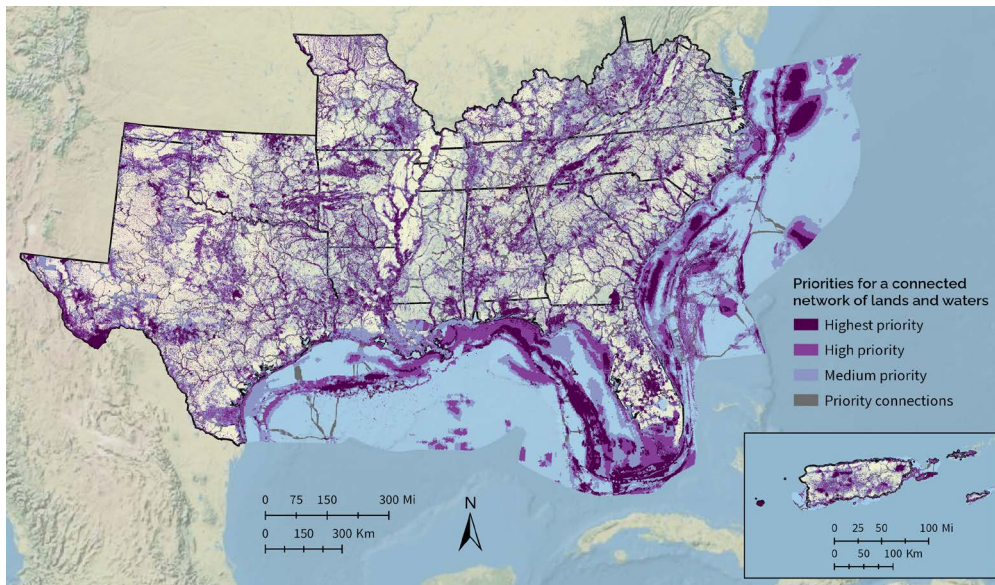 Priorities for a connected
network of lands and waters
Highest priority
High priority
Medium priority
Priority connections
0 75 150 300 Mi
0 150 300 Km
N
0 25 50 100 Mi
0 50 100 Km